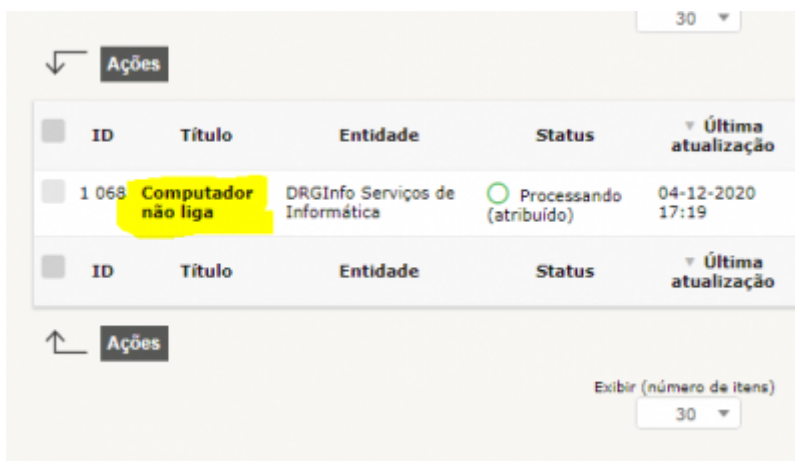 30
Ações
ID Título Entidade Status Última
atualização
1 068 Computador DRGInfo Serviços de Processando 04-12-2020
não liga Informática (atribuído) 17:19
ID Título Entidade Status Última
atualização
Ações
Exibir (número de itens)
30